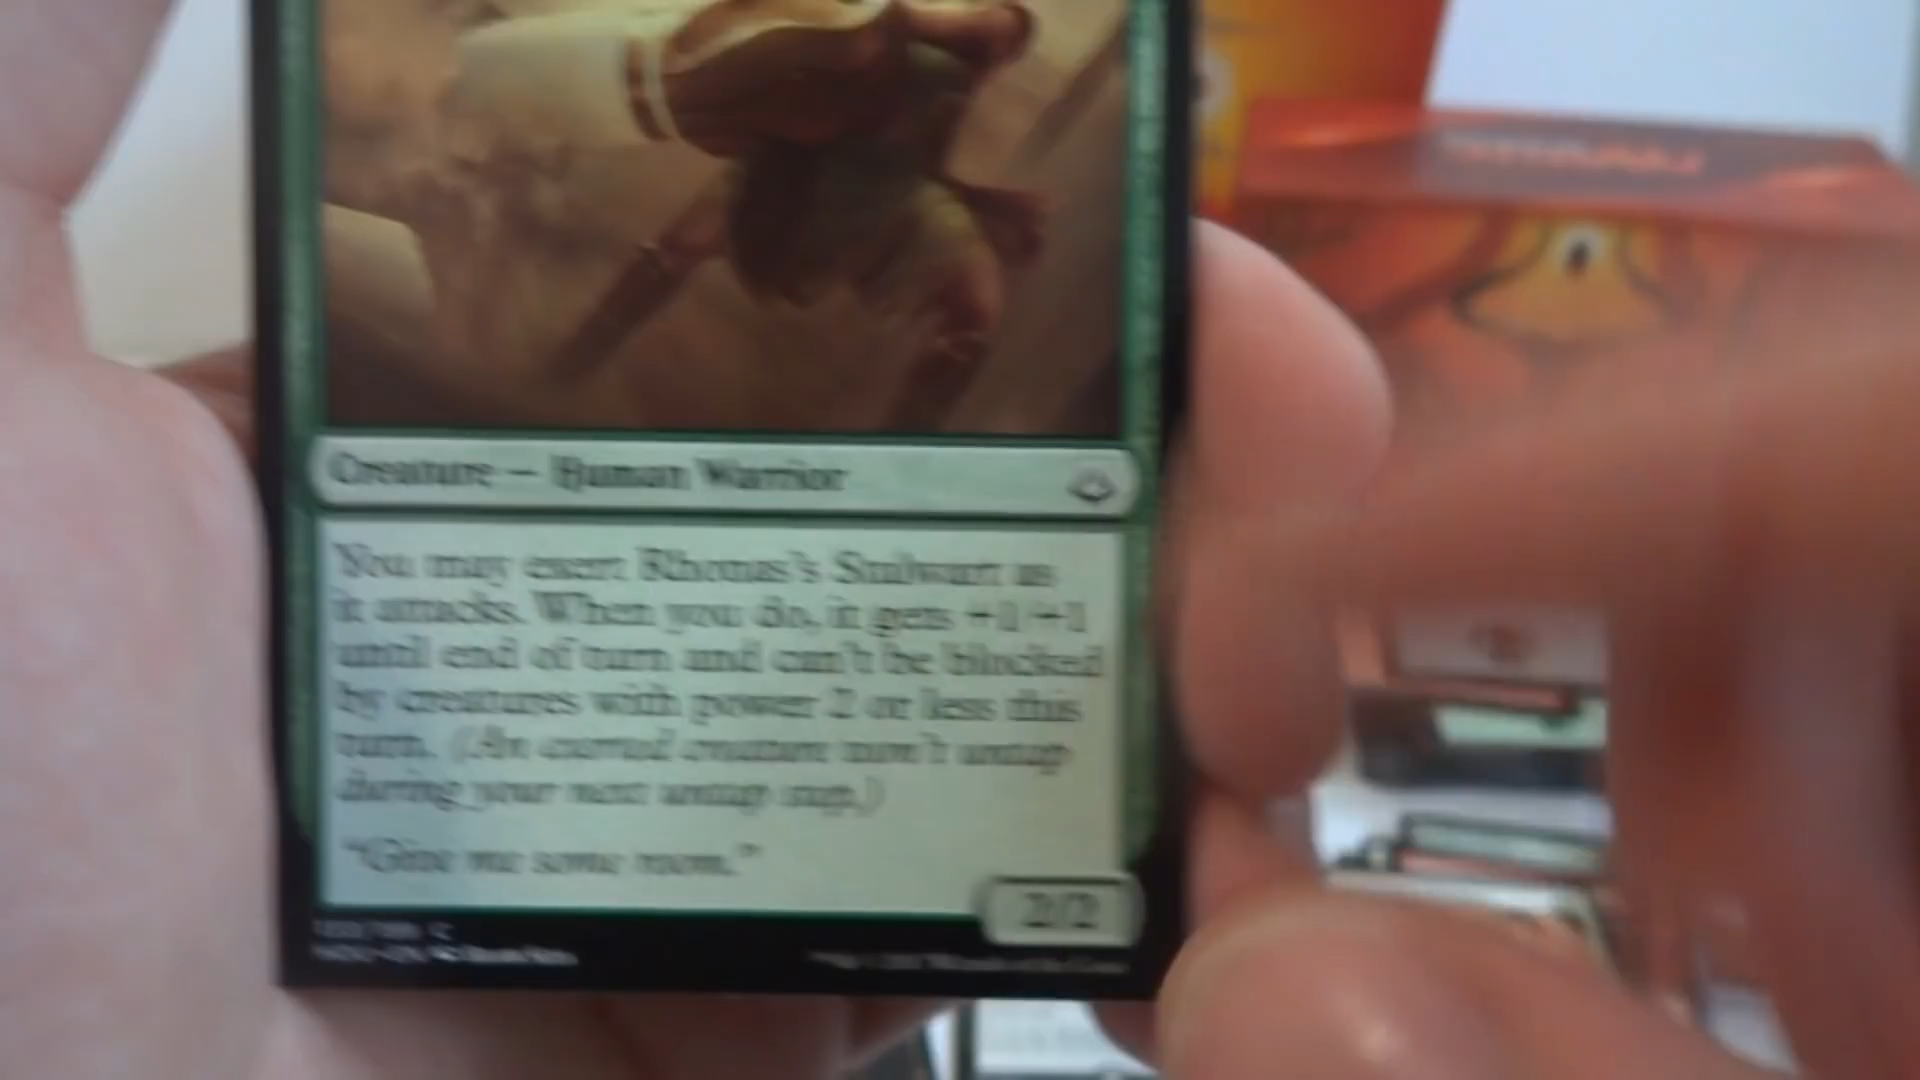 Creature — Human Warrior
You may exert Rhonas's Stalwart as
it attacks. When you do, it gets +1/+1
until end of turn and can't be blocked
by creatures with power 2 or less this
turn. (An exerted creature won't untap
during your next untap step.)
"Give me some room."
2/2